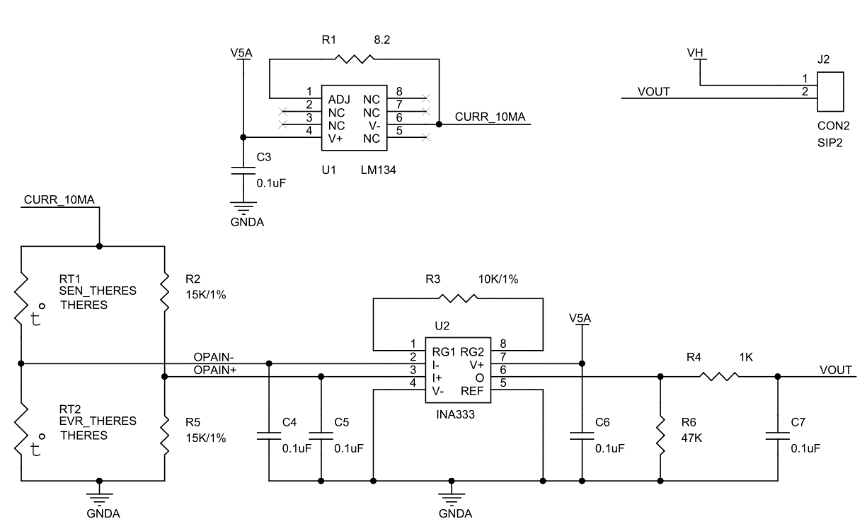 R1 8.2
V5A
1 ADJ NC 8
2 NC NC 7
3 NC V- 6
4 V+ NC 5
CURR_10MA
U1 LM134
C3
0.1uF
GNDA
VH
J2
1
VOUT 2
CON2
SIP2
CURR_10MA
RT1
SEN_THERES
THERES
t°
R2
15K/1%
RT2
EVR_THERES
THERES
t°
R5
15K/1%
GNDA
OPAIN-
OPAIN+
C4
0.1uF
C5
0.1uF
R3 10K/1%
U2
1 RG1 RG2 8
2 I- V+ 7
3 I+ O 6
4 V- REF 5
INA333
GNDA
V5A
C6
0.1uF
R6
47K
R4 1K
VOUT
C7
0.1uF